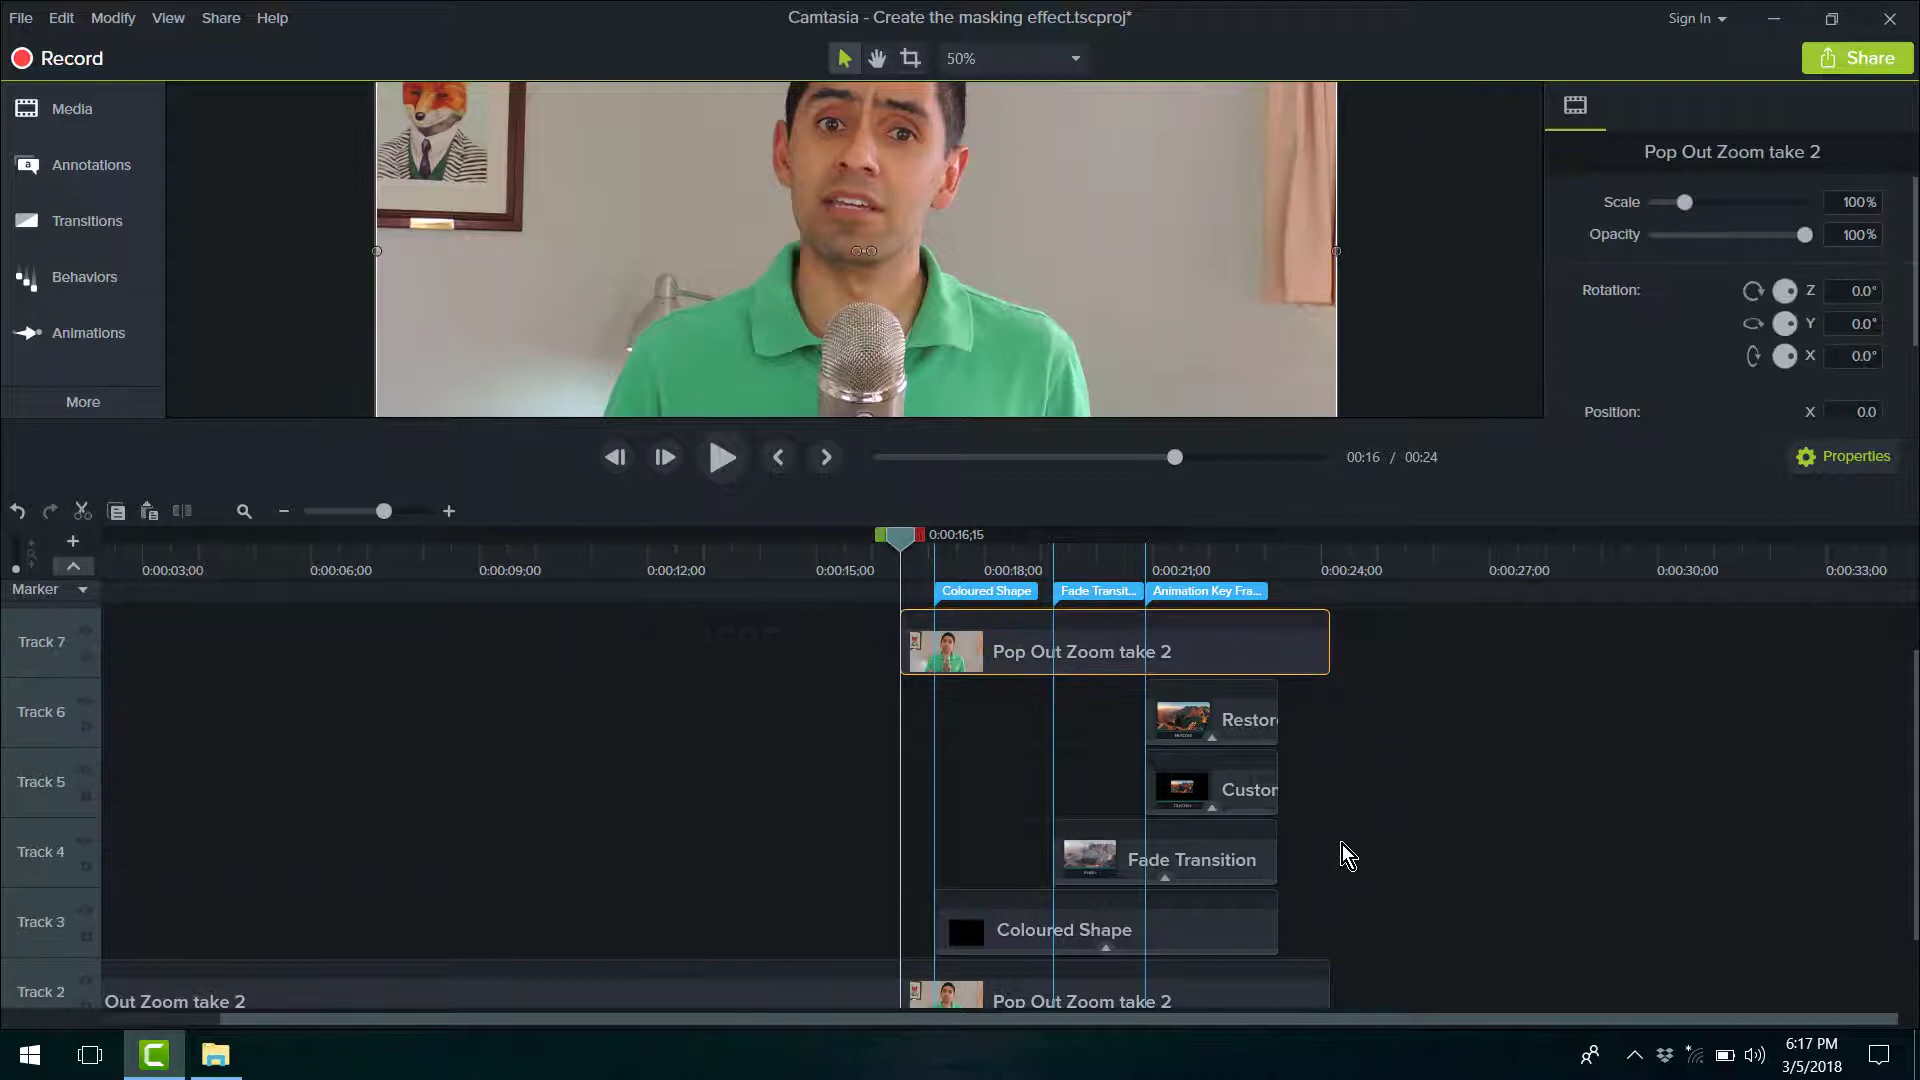 File Edit Modify View Share Help
Camtasia - Create the masking effect.tscproj*
Sign In
Record
50%
Share
Media
Annotations
Transitions
Behaviors
Animations
More
Pop Out Zoom take 2
Scale 100%
Opacity 100%
Rotation: Z 0.0°
Y 0.0°
X 0.0°
Position: X 0.0
00:16 / 00:24
Properties
0:00:16;15
0:00:03;00 0:00:06;00 0:00:09;00 0:00:12;00 0:00:15;00 0:00:18;00 0:00:21;00 0:00:24;00 0:00:27;00 0:00:30;00 0:00:33;00
Marker
Coloured Shape Fade Transit... Animation Key Fra...
Track 7
Pop Out Zoom take 2
Track 6
Restor
Track 5
Custor
Track 4
Fade Transition
Track 3
Coloured Shape
Track 2
Out Zoom take 2
Pop Out Zoom take 2
6:17 PM
3/5/2018